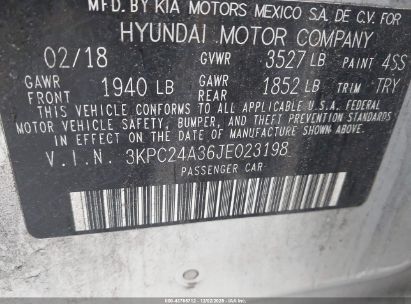 MFD. BY KIA MOTORS MEXICO S.A. DE C.V. FOR
HYUNDAI MOTOR COMPANY
02/18 GVWR 3527 LB PAINT 4SS
GAWR FRONT 1940 LB GAWR REAR 1852 LB TRIM TRY
THIS VEHICLE CONFORMS TO ALL APPLICABLE U.S.A. FEDERAL
MOTOR VEHICLE SAFETY, BUMPER, AND THEFT PREVENTION STANDARDS
IN EFFECT ON THE DATE OF MANUFACTURE SHOWN ABOVE.
V.I.N. 3KPC24A36JE023198
PASSENGER CAR